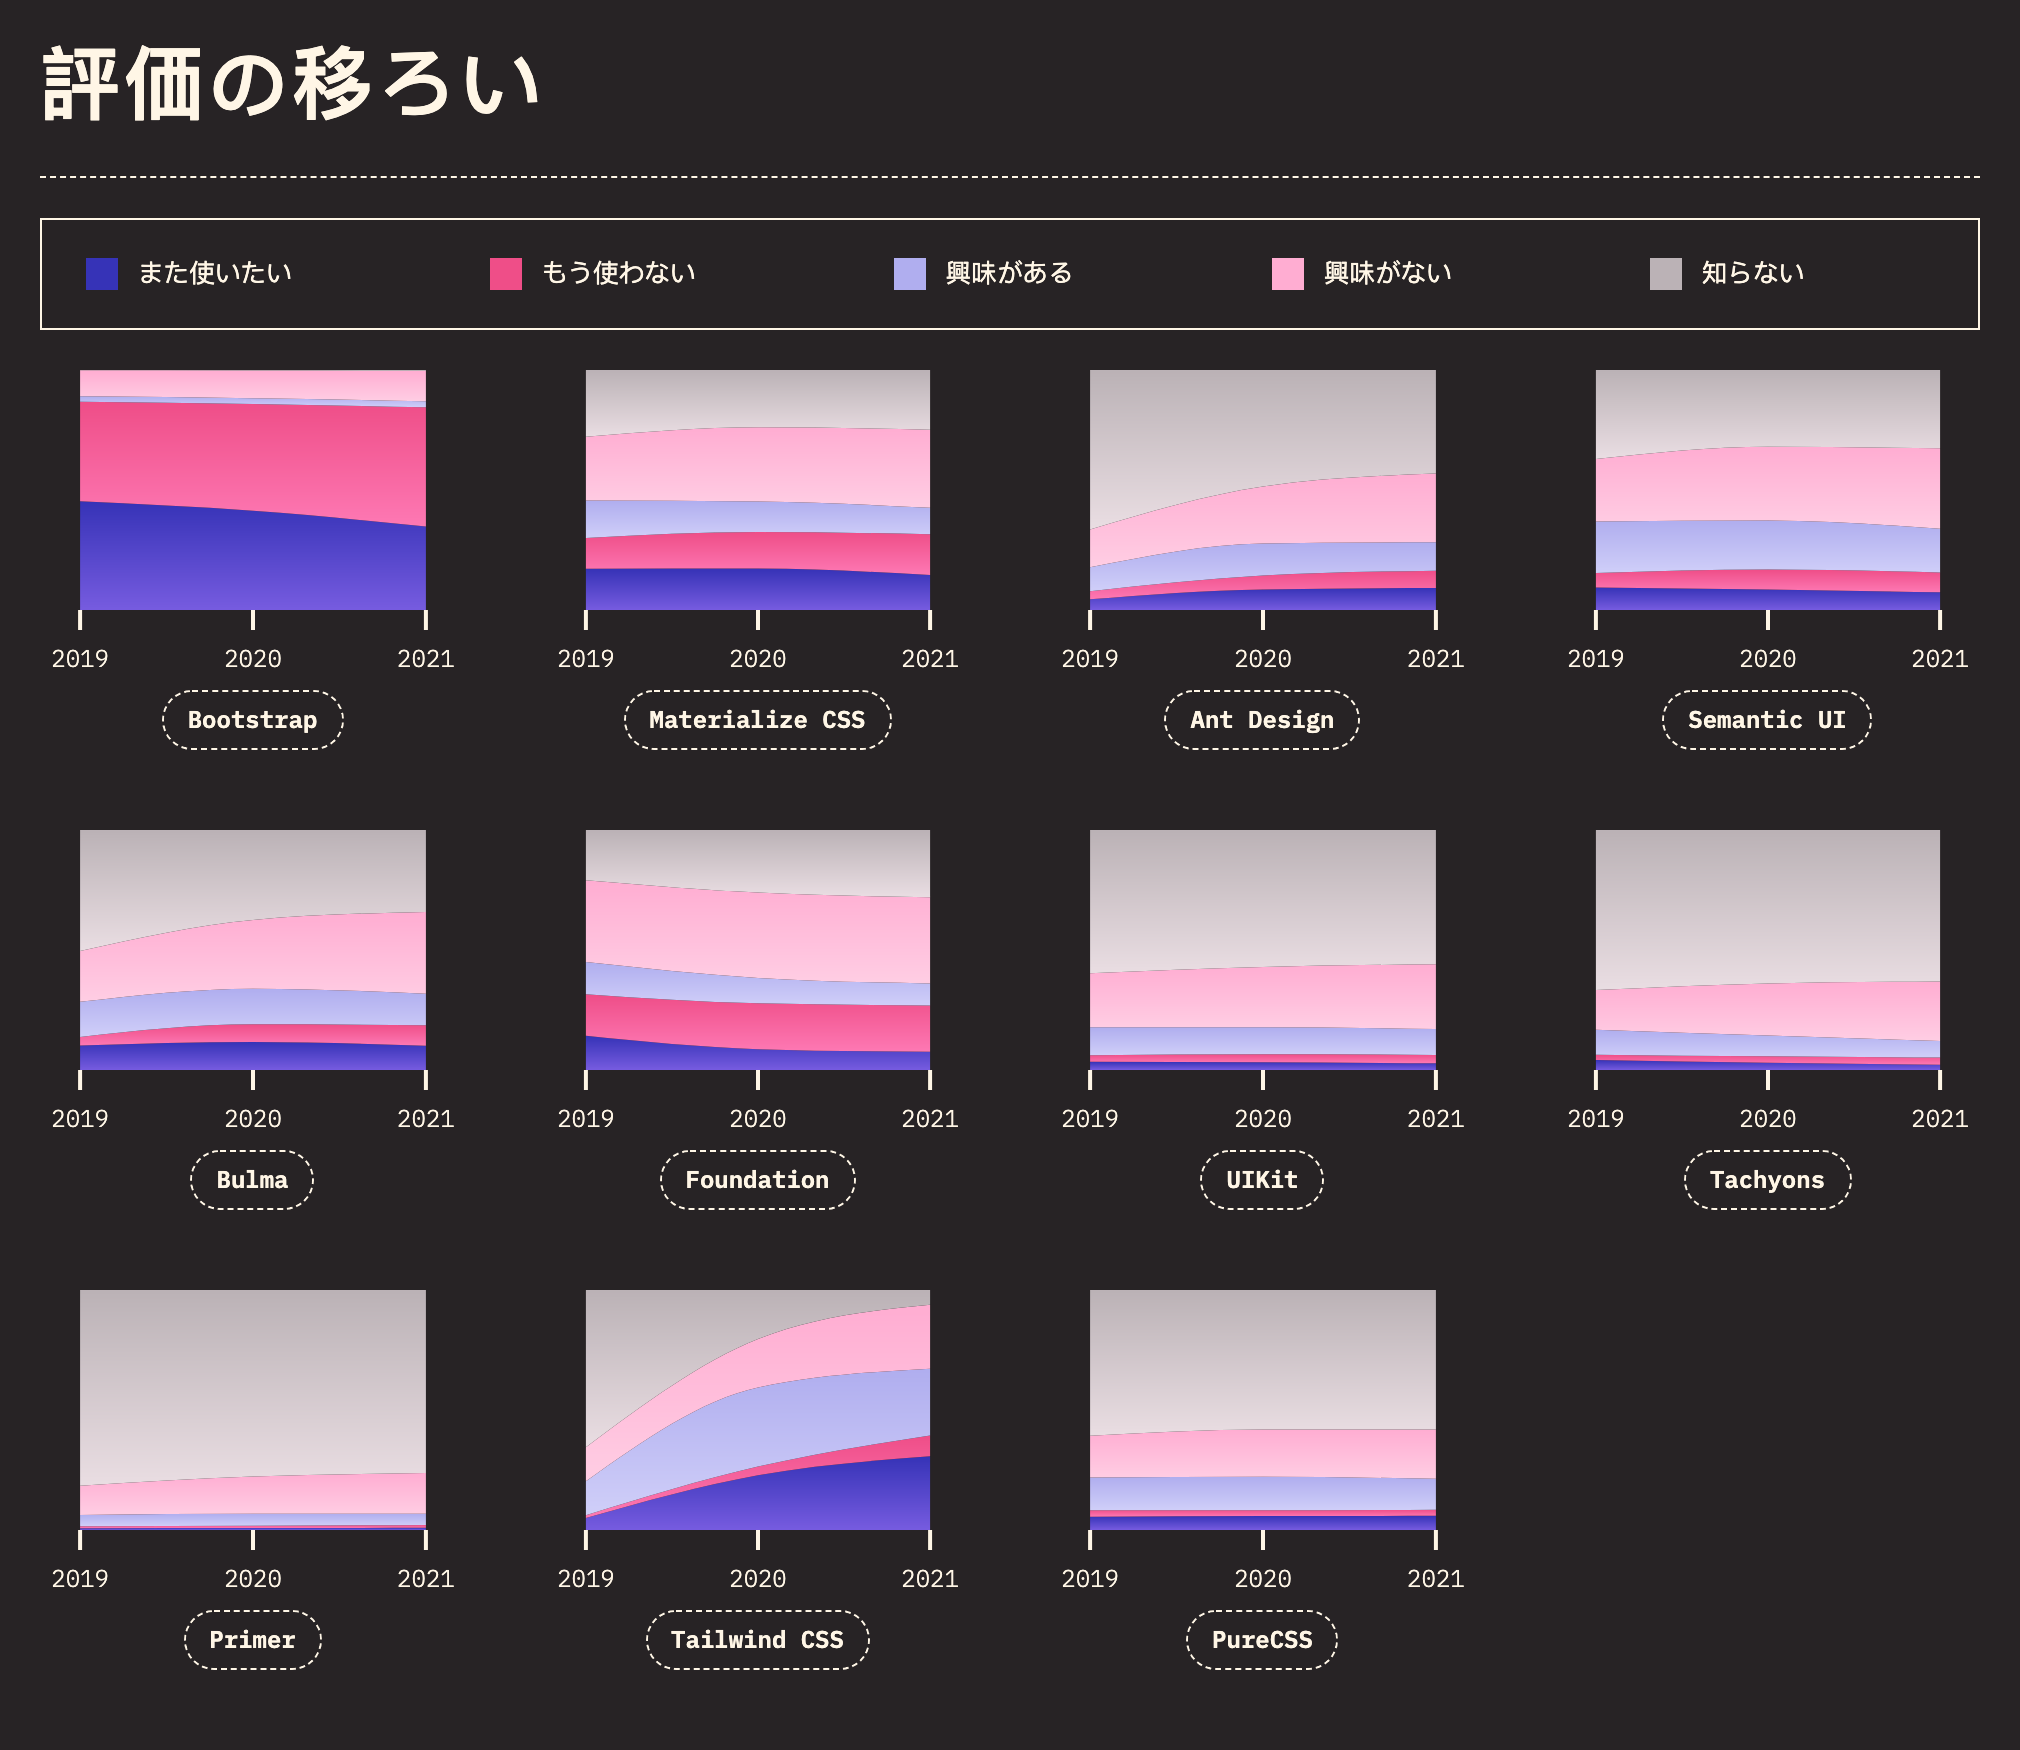 評価の移ろい
また使いたい もう使わない 興味がある 興味がない 知らない
2019 2020 2021 2019 2020 2021 2019 2020 2021 2019 2020 2021
Bootstrap Materialize CSS Ant Design Semantic UI
2019 2020 2021 2019 2020 2021 2019 2020 2021 2019 2020 2021
Bulma Foundation UIKit Tachyons
2019 2020 2021 2019 2020 2021 2019 2020 2021
Primer Tailwind CSS PureCSS